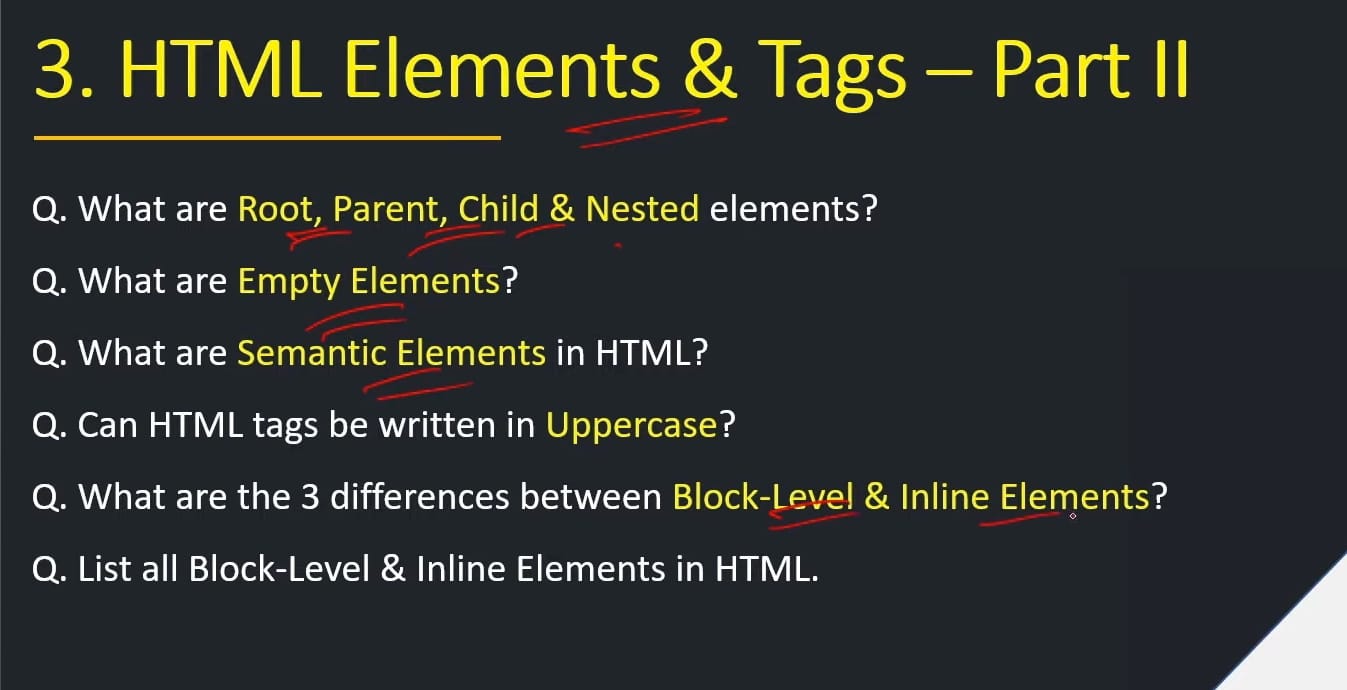 3. HTML Elements & Tags – Part II
Q. What are Root, Parent, Child & Nested elements?
Q. What are Empty Elements?
Q. What are Semantic Elements in HTML?
Q. Can HTML tags be written in Uppercase?
Q. What are the 3 differences between Block-Level & Inline Elements?
Q. List all Block-Level & Inline Elements in HTML.